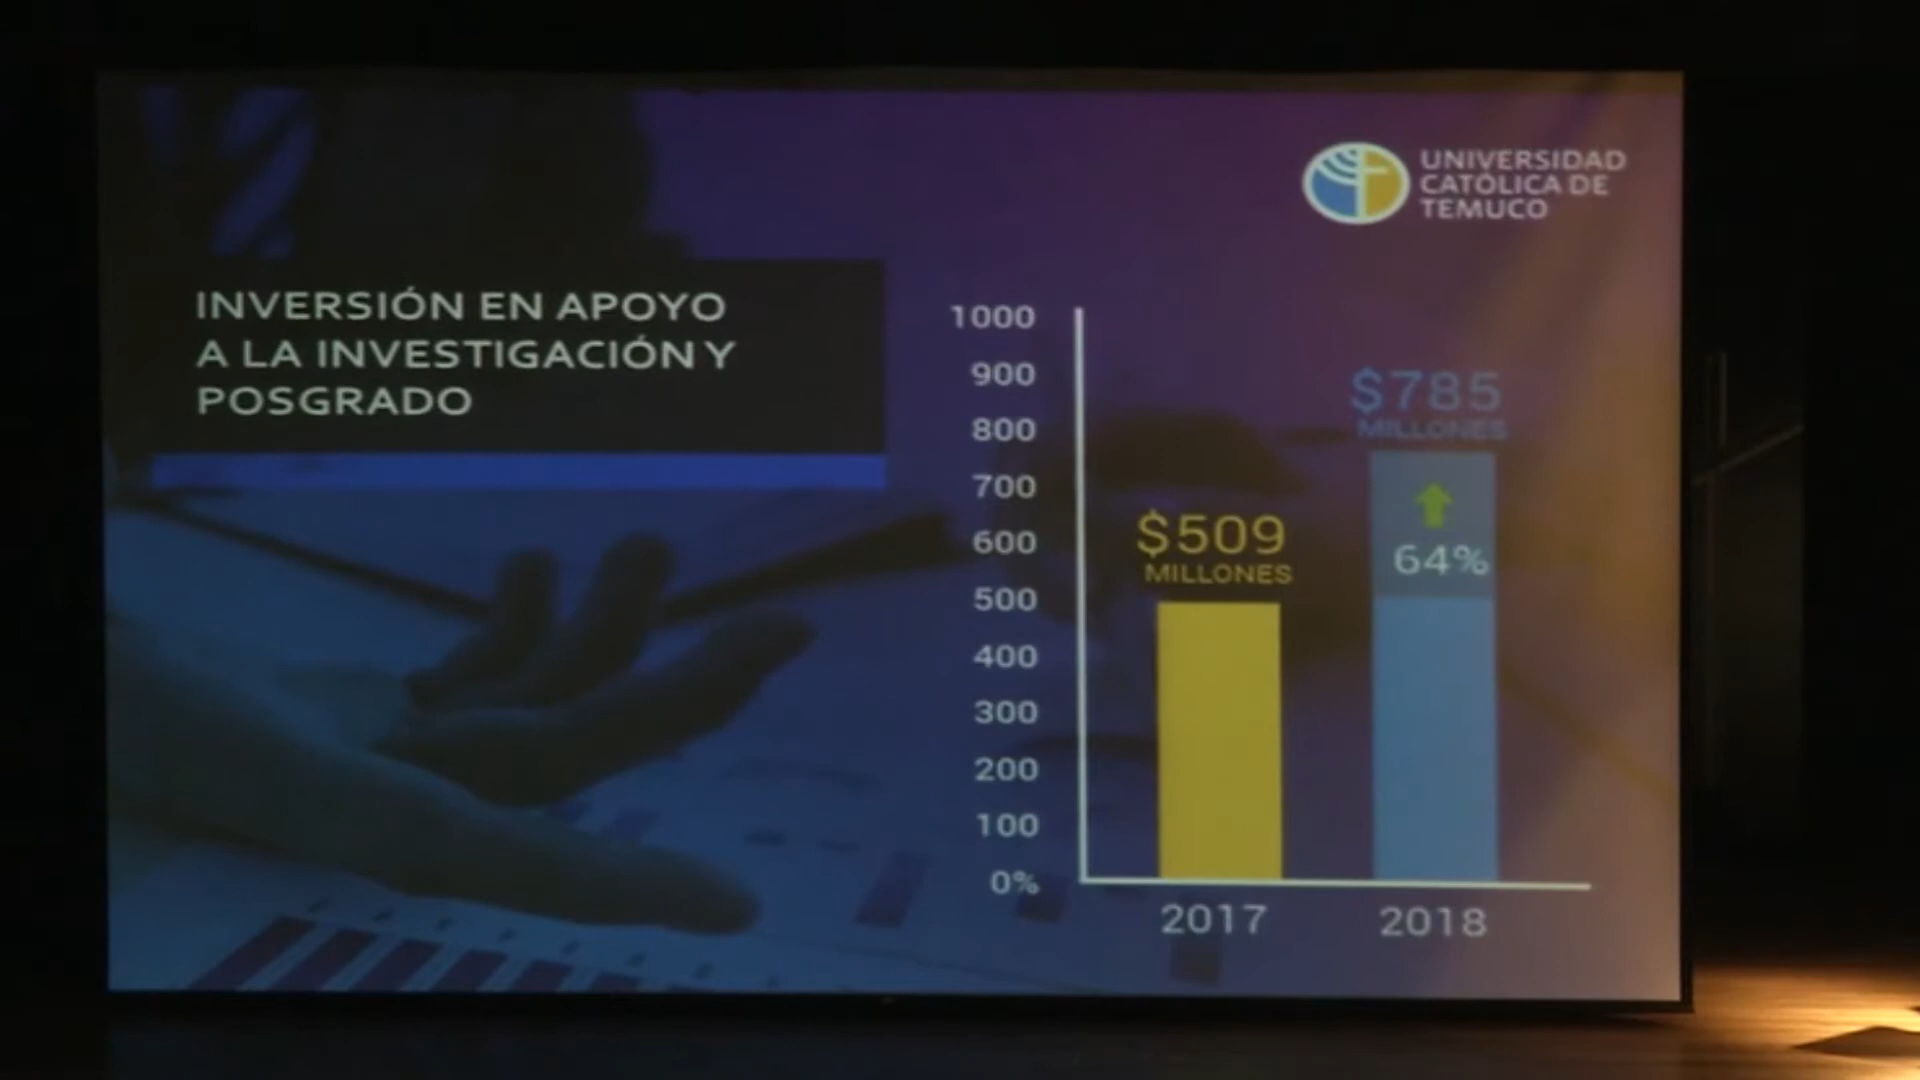 UNIVERSIDAD
CATÓLICA DE
TEMUCO
INVERSIÓN EN APOYO
A LA INVESTIGACIÓN Y
POSGRADO
1000
900
800
700
600
500
400
300
200
100
0%
$509
MILLONES
$785
MILLONES
64%
2017
2018